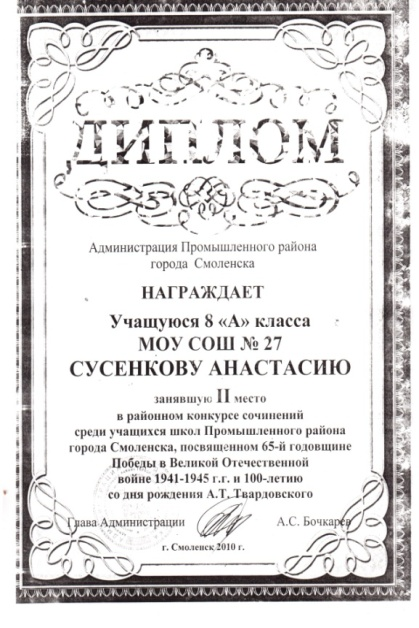 ДИПЛОМ
Администрация Промышленного района
города Смоленска
НАГРАЖДАЕТ
Учащуюся 8 «А» класса
МОУ СОШ № 27
СУСЕНКОВУ АНАСТАСИЮ
занявшую II место
в районном конкурсе сочинений
среди учащихся школ Промышленного района
города Смоленска, посвященном 65-й годовщине
Победы в Великой Отечественной
войне 1941-1945 г.г. и 100-летию
со дня рождения А.Т. Твардовского
Глава Администрации А.С. Бочкарев
г. Смоленск 2010 г.